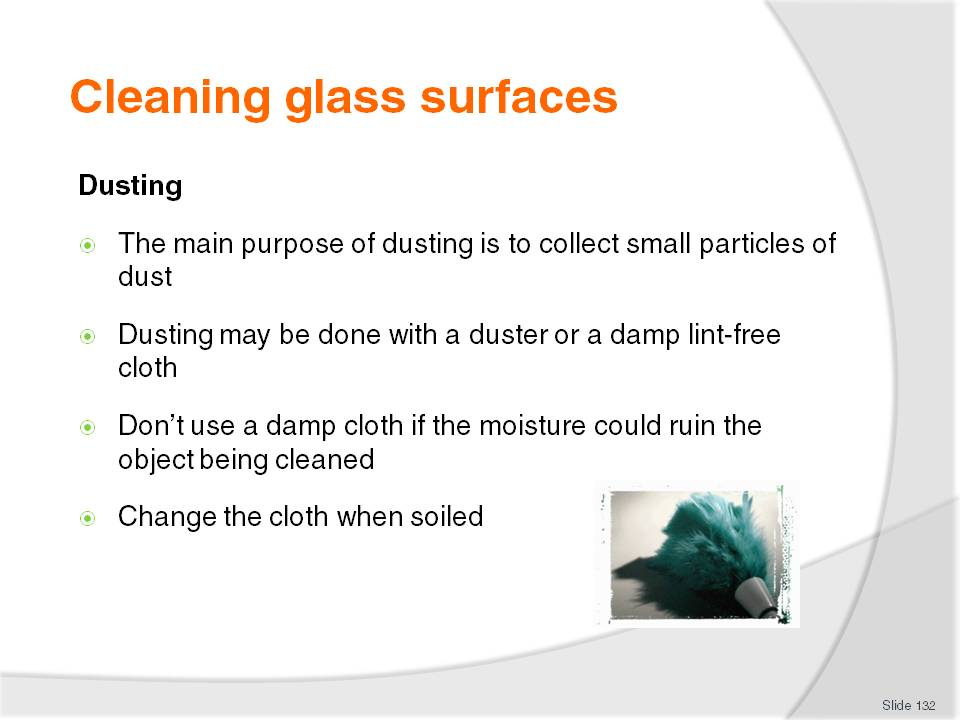 Cleaning glass surfaces
Dusting
The main purpose of dusting is to collect small particles of
dust
Dusting may be done with a duster or a damp lint-free
cloth
Don’t use a damp cloth if the moisture could ruin the
object being cleaned
Change the cloth when soiled
Slide 132